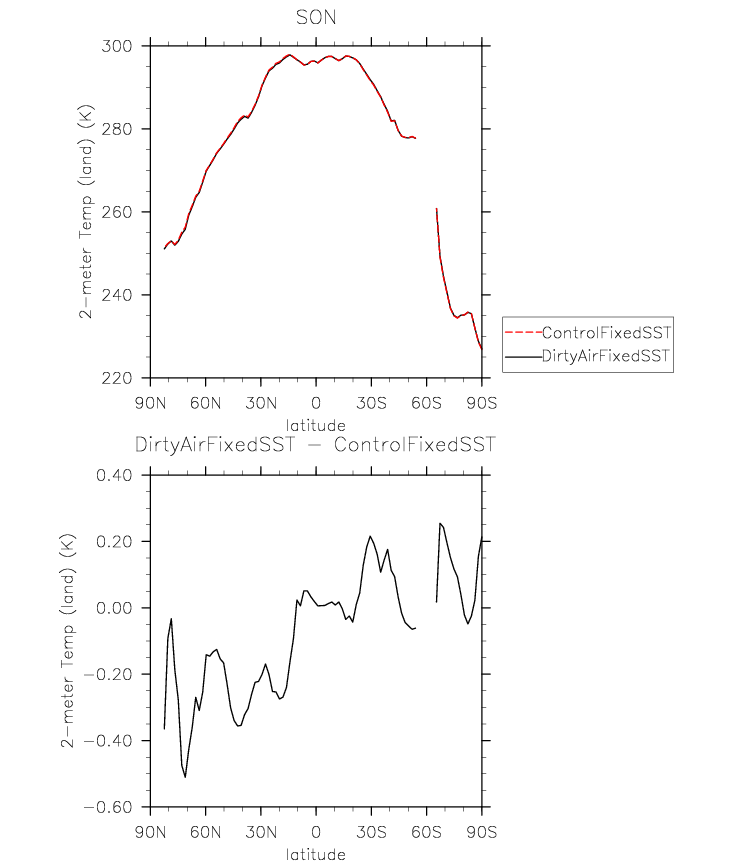 SON
300
280
260
240
220
2-meter Temp (land) (K)
90N 60N 30N 0 30S 60S 90S
latitude
ControlFixedSST
DirtyAirFixedSST
DirtyAirFixedSST - ControlFixedSST
0.40
0.20
0.00
-0.20
-0.40
-0.60
2-meter Temp (land) (K)
90N 60N 30N 0 30S 60S 90S
latitude